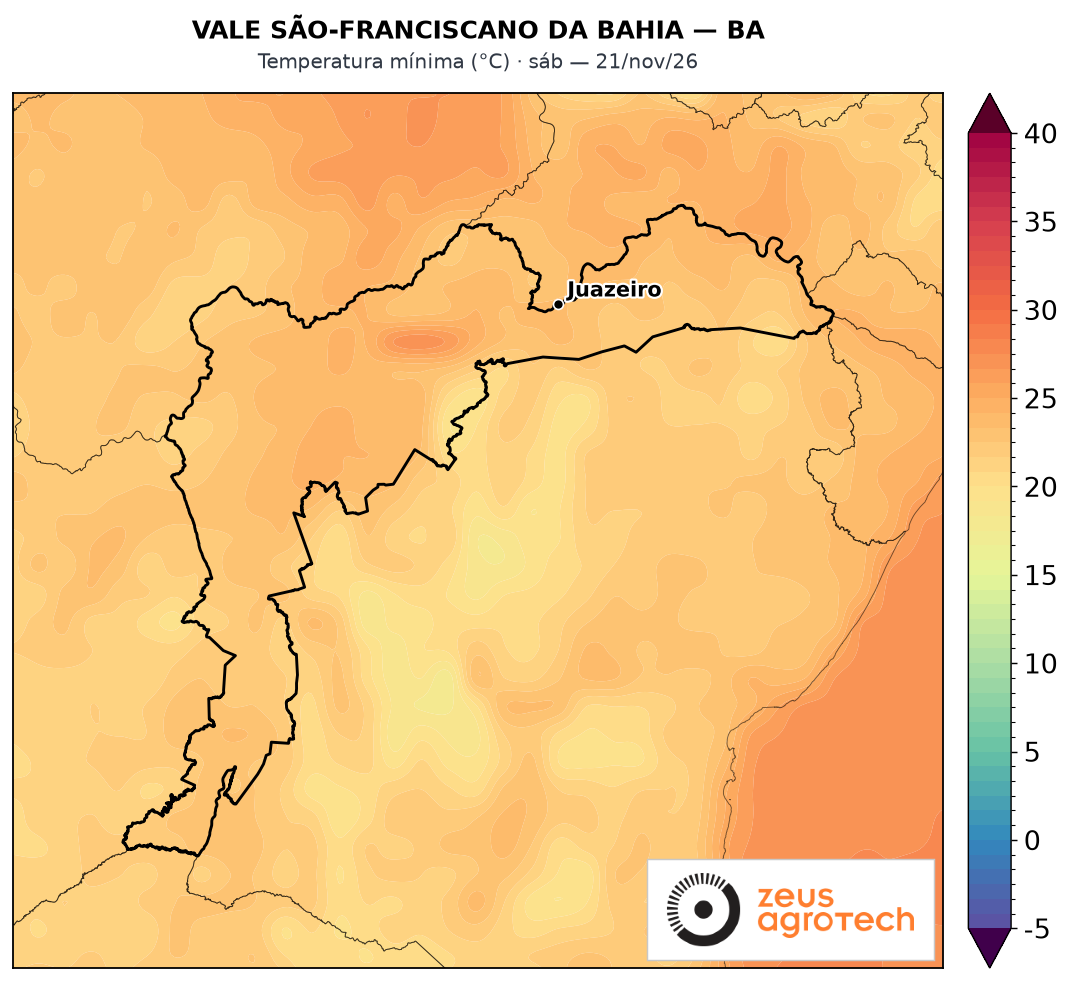 VALE SÃO-FRANCISCANO DA BAHIA — BA
Temperatura mínima (°C) · sáb — 21/nov/26
Juazeiro
40
35
30
25
20
15
10
5
0
-5
zeus
agrotech